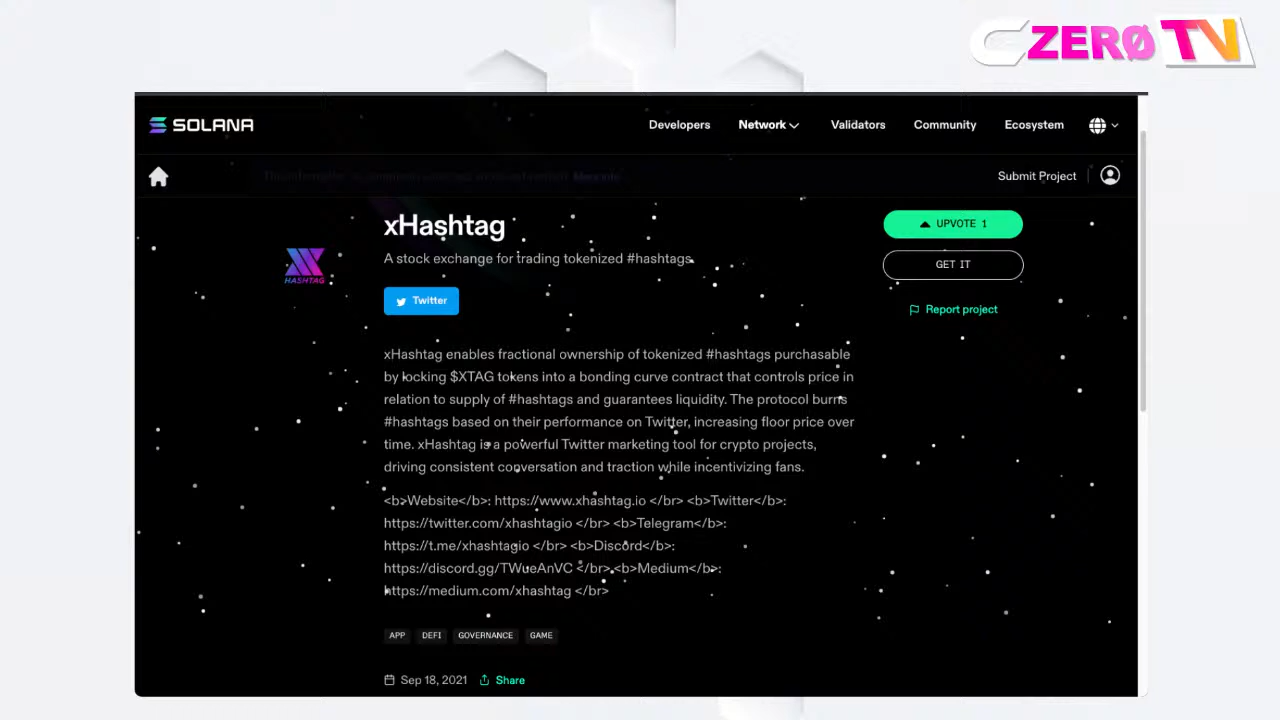 CZERØ TV
SOLANA
Developers
Network
Validators
Community
Ecosystem
Submit Project
xHashtag
A stock exchange for trading tokenized #hashtags.
HASHTAG
Twitter
UPVOTE 1
GET IT
Report project
xHashtag enables fractional ownership of tokenized #hashtags purchasable
by locking $XTAG tokens into a bonding curve contract that controls price in
relation to supply of #hashtags and guarantees liquidity. The protocol burns
#hashtags based on their performance on Twitter, increasing floor price over
time. xHashtag is a powerful Twitter marketing tool for crypto projects,
driving consistent conversation and traction while incentivizing fans.
<b>Website</b>: https://www.xhashtag.io </br> <b>Twitter</b>:
https://twitter.com/xhashtagio </br> <b>Telegram</b>:
https://t.me/xhashtagio </br> <b>Discord</b>:
https://discord.gg/TWueAnVC </br> <b>Medium</b>:
https://medium.com/xhashtag </br>
APP
DEFI
GOVERNANCE
GAME
Sep 18, 2021
Share